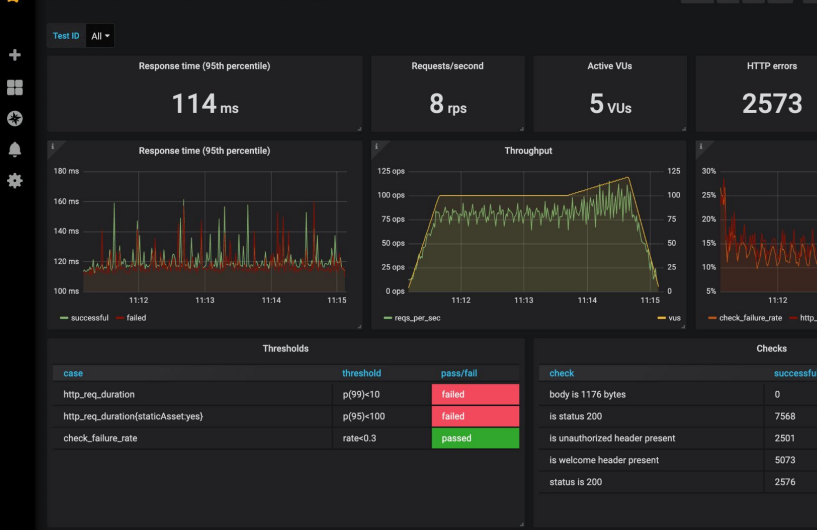 Test ID All
Response time (95th percentile)
114 ms
Requests/second
8 rps
Active VUs
5 VUs
HTTP errors
2573
Response time (95th percentile)
180 ms
160 ms
140 ms
120 ms
100 ms
11:12 11:13 11:14 11:15
successful failed
Throughput
125 ops 125
100 ops 100
75 ops 75
50 ops 50
25 ops 25
0 ops 0
11:12 11:13 11:14 11:15
reqs_per_sec vus
30%
25%
20%
15%
10%
5%
11:12
check_failure_rate http_
Thresholds
case threshold pass/fail
http_req_duration p(99)<10 failed
http_req_duration{staticAsset:yes} p(95)<100 failed
check_failure_rate rate<0.3 passed
Checks
check successful
body is 1176 bytes 0
is status 200 7568
is unauthorized header present 2501
is welcome header present 5073
status is 200 2576